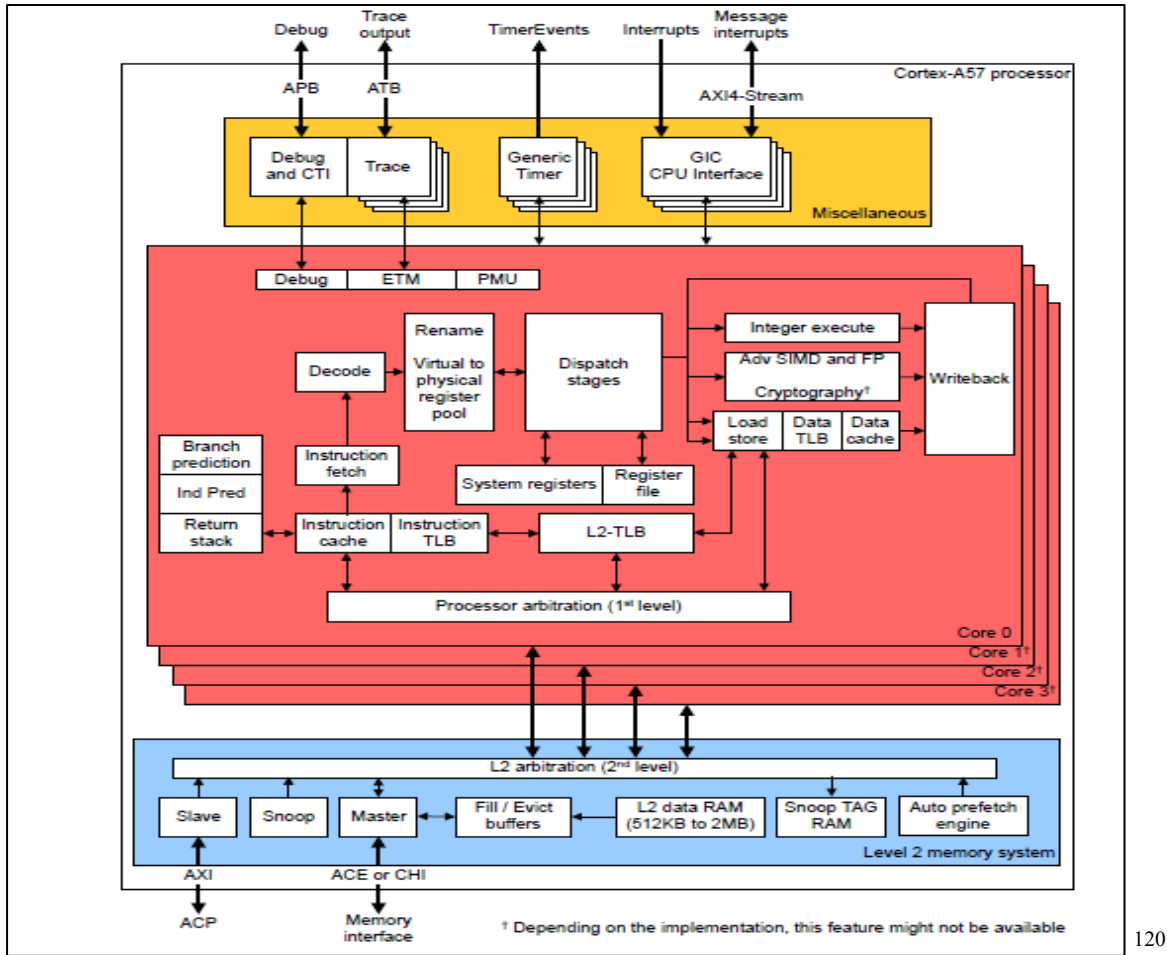 Debug
Trace
output
TimerEvents
Interrupts
Message
interrupts
Cortex-A57 processor
APB
ATB
AXI4-Stream
Debug
and CTI
Trace
Generic
Timer
GIC
CPU Interface
Miscellaneous
Debug
ETM
PMU
Rename
Virtual to
physical
register
pool
Dispatch
stages
Integer execute
Adv SIMD and FP
Cryptography†
Writeback
Decode
Load
store
Data
TLB
Data
cache
Branch
prediction
Ind Pred
Return
stack
Instruction
fetch
System registers
Register
file
Instruction
cache
Instruction
TLB
L2-TLB
Processor arbitration (1st level)
Core 0
Core 1†
Core 2†
Core 3†
L2 arbitration (2nd level)
Slave
Snoop
Master
Fill / Evict
buffers
L2 data RAM
(512KB to 2MB)
Snoop TAG
RAM
Auto prefetch
engine
Level 2 memory system
AXI
ACE or CHI
ACP
Memory
interface
† Depending on the implementation, this feature might not be available
120